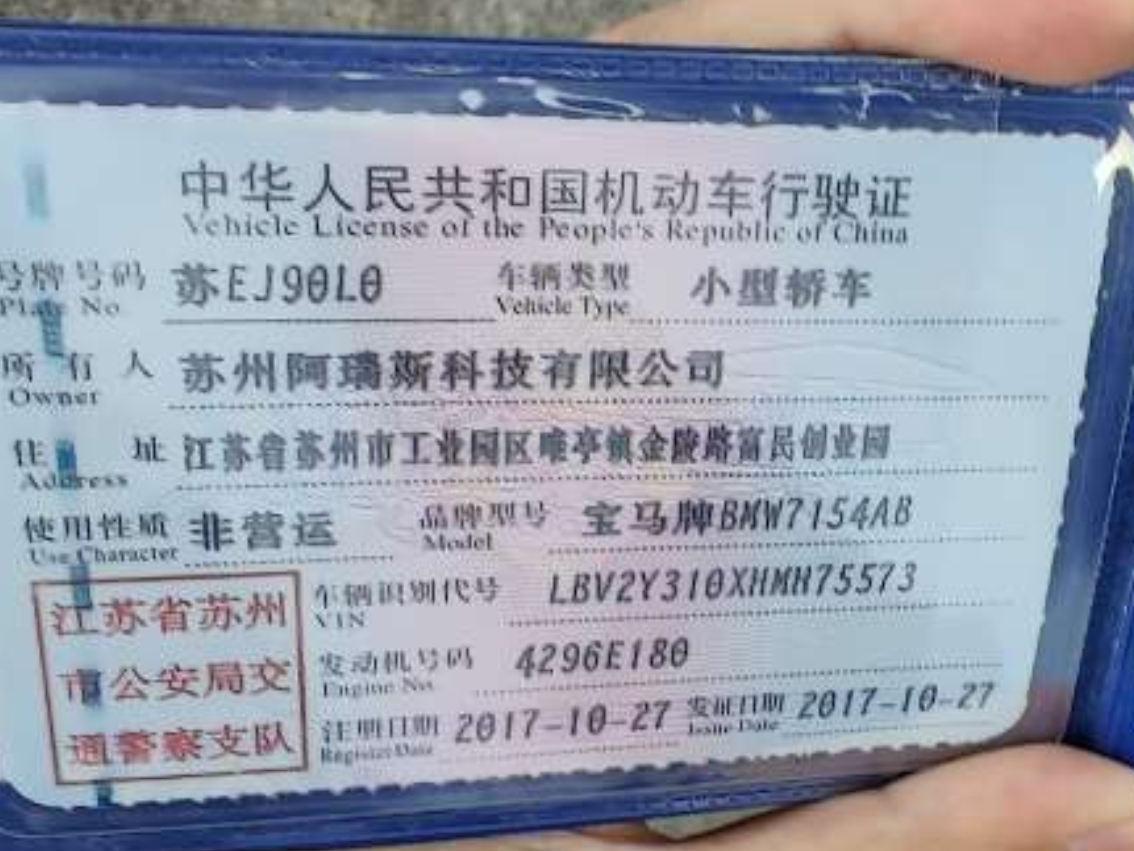 中华人民共和国机动车行驶证
Vehicle License of the People's Republic of China
号牌号码 苏EJ90L0 车辆类型 小型轿车
Plate No. Vehicle Type
所有人 苏州阿瑞斯科技有限公司
Owner
住址 江苏省苏州市工业园区唯亭镇金陵路富民创业园
Address
使用性质 非营运 品牌型号 宝马牌BMW7154AB
Use Character Model
车辆识别代号 LBV2Y310XHMH75573
VIN
发动机号码 4296E180
Engine No.
注册日期 2017-10-27 发证日期 2017-10-27
Register Date Issue Date
江苏省苏州
市公安局交
通警察支队